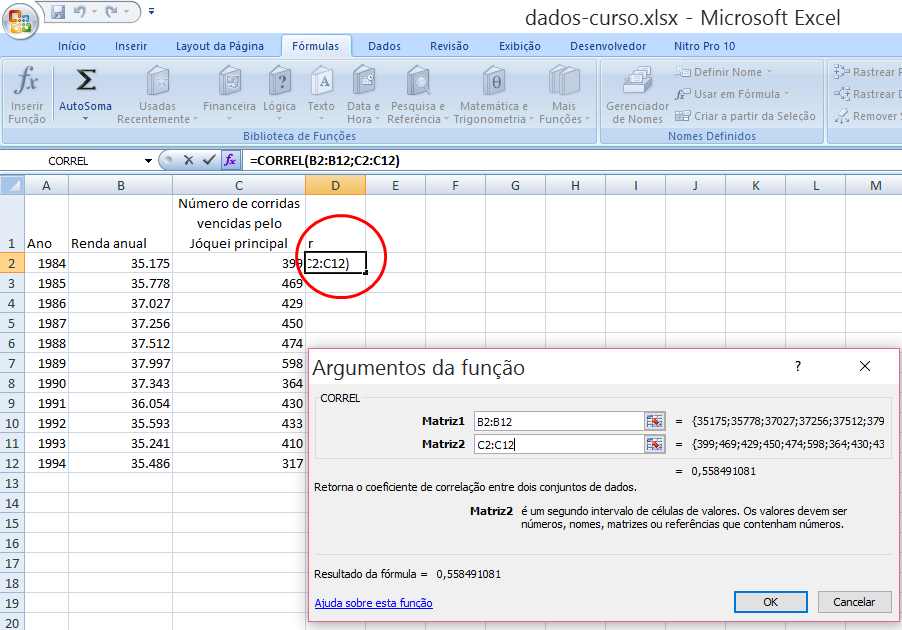 dados-curso.xlsx - Microsoft Excel
Início Inserir Layout da Página Fórmulas Dados Revisão Exibição Desenvolvedor Nitro Pro 10
fx Σ ? A θ
Inserir Função AutoSoma Usadas Recentemente Financeira Lógica Texto Data e Hora Pesquisa e Referência Matemática e Trigonometria Mais Funções
Biblioteca de Funções
Gerenciador de Nomes
Definir Nome
Usar em Fórmula
Criar a partir da Seleção
Nomes Definidos
Rastrear
Rastrear
Remover
CORREL fx =CORREL(B2:B12;C2:C12)
A B C D E F G H I J K L M
1 Ano Renda anual Número de corridas vencidas pelo Jóquei principal r
2 1984 35.175 399 C2:C12)
3 1985 35.778 469
4 1986 37.027 429
5 1987 37.256 450
6 1988 37.512 474
7 1989 37.997 598
8 1990 37.343 364
9 1991 36.054 430
10 1992 35.593 433
11 1993 35.241 410
12 1994 35.486 317
13
14
15
16
17
18
19
20
Argumentos da função ?
CORREL
Matriz1 B2:B12 = {35175;35778;37027;37256;37512;379
Matriz2 C2:C12 = {399;469;429;450;474;598;364;430;43
= 0,558491081
Retorna o coeficiente de correlação entre dois conjuntos de dados.
Matriz2 é um segundo intervalo de células de valores. Os valores devem ser
números, nomes, matrizes ou referências que contenham números.
Resultado da fórmula = 0,558491081
Ajuda sobre esta função
OK Cancelar